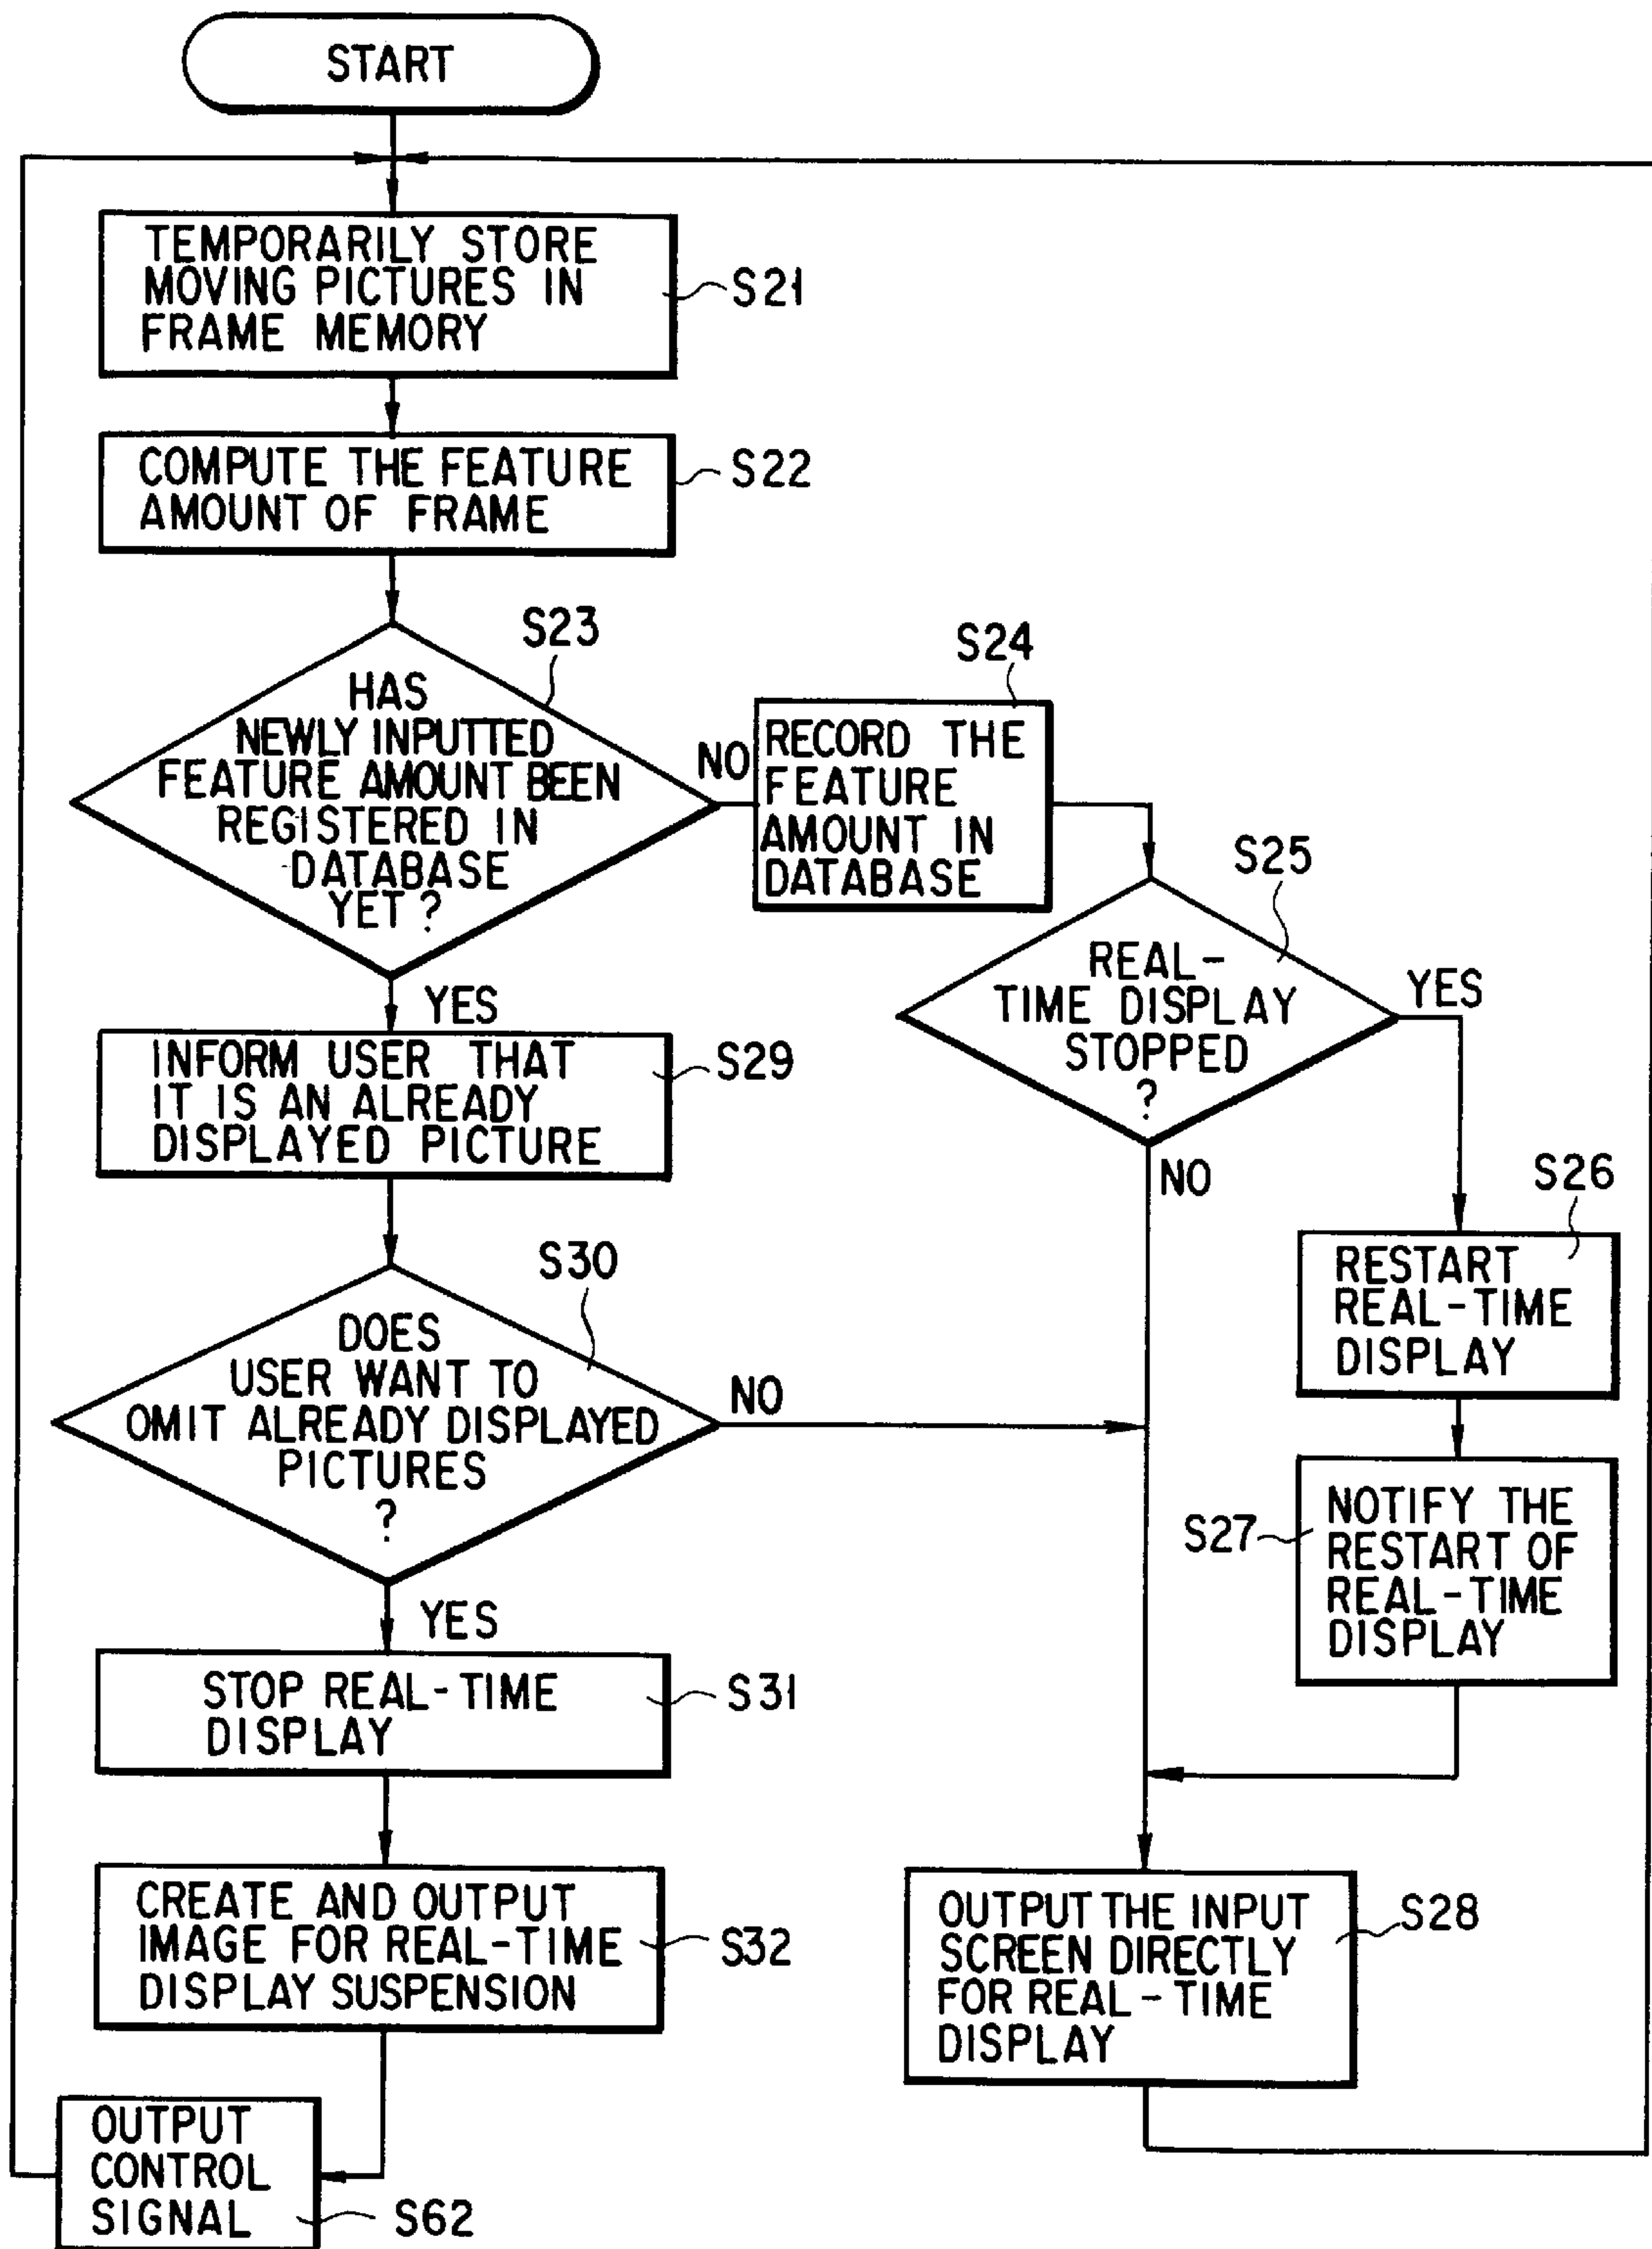 START
TEMPORARILY STORE
MOVING PICTURES IN
FRAME MEMORY
S21
COMPUTE THE FEATURE
AMOUNT OF FRAME
S22
S23
HAS
NEWLY INPUTTED
FEATURE AMOUNT BEEN
REGISTERED IN
DATABASE
YET ?
NO
YES
S24
RECORD THE
FEATURE
AMOUNT IN
DATABASE
S25
REAL-
TIME DISPLAY
STOPPED
?
YES
NO
S26
RESTART
REAL-TIME
DISPLAY
S27
NOTIFY THE
RESTART OF
REAL-TIME
DISPLAY
S28
OUTPUT THE INPUT
SCREEN DIRECTLY
FOR REAL-TIME
DISPLAY
INFORM USER THAT
IT IS AN ALREADY
DISPLAYED PICTURE
S29
S30
DOES
USER WANT TO
OMIT ALREADY DISPLAYED
PICTURES
?
NO
YES
STOP REAL-TIME
DISPLAY
S31
CREATE AND OUTPUT
IMAGE FOR REAL-TIME
DISPLAY SUSPENSION
S32
OUTPUT
CONTROL
SIGNAL
S62